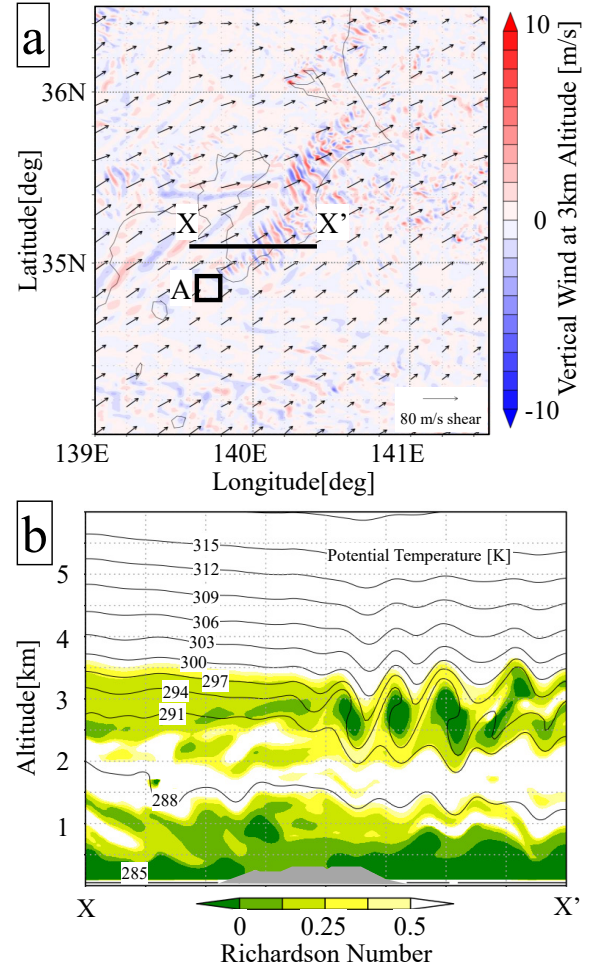 a
36N
35N
Latitude[deg]
X
X'
A
80 m/s shear
139E
140E
141E
Longitude[deg]
10
0
-10
Vertical Wind at 3km Altitude [m/s]
b
Potential Temperature [K]
315
312
309
306
303
300
297
294
291
288
285
5
4
3
2
1
Altitude[km]
X
X'
0
0.25
0.5
Richardson Number